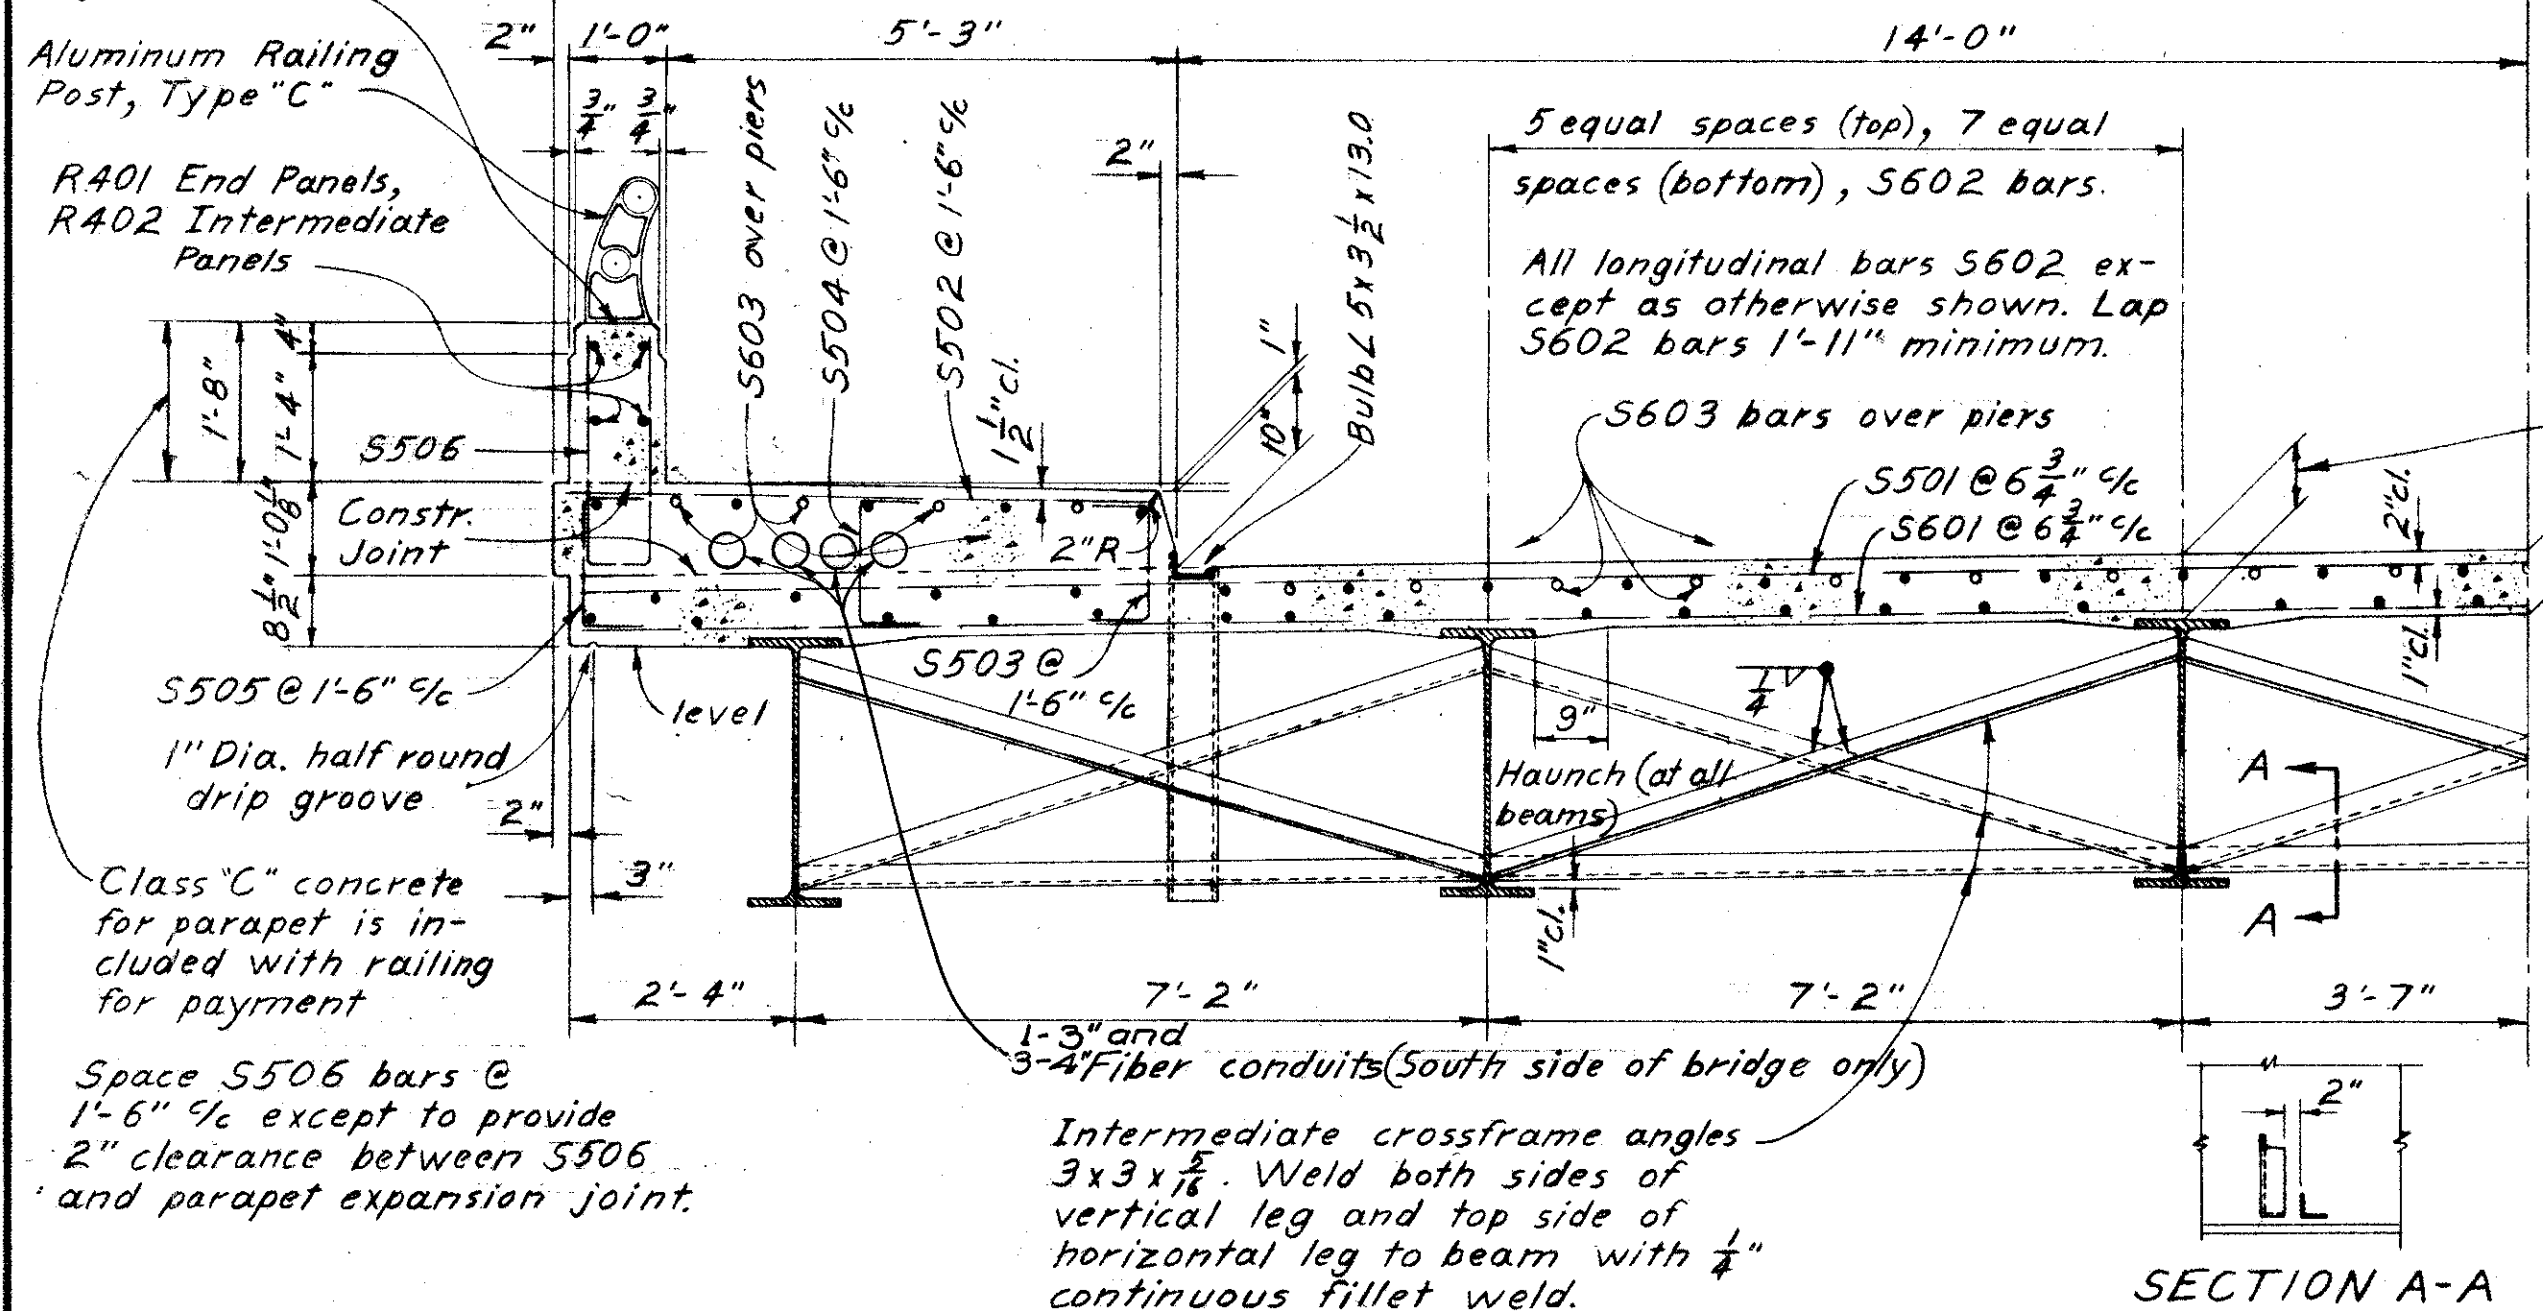 2" 1'-0" 5'-3" 14'-0"
Aluminum Railing
Post, Type "C"
3/4" 3/4"
R401 End Panels,
R402 Intermediate
Panels
S603 over piers
S504 @ 1'-6" c/c
S502 @ 1'-6" c/c
1 1/2" cl.
2"
1"
10"
Bulb∠ 5 x 3 1/2 x 13.0
5 equal spaces (top), 7 equal
spaces (bottom), S602 bars.
All longitudinal bars S602 ex-
cept as otherwise shown. Lap
S602 bars 1'-11" minimum.
S603 bars over piers
S501 @ 6 3/4" c/c
S601 @ 6 3/4" c/c
2" cl.
1" cl.
4"
1'-8"
1'-4"
1'-0 1/8"
8 1/2"
S506
Constr.
Joint
2" R
S505 @ 1'-6" c/c
level
S503 @
1'-6" c/c
1" Dia. half round
drip groove
2"
3"
1/4
9"
Haunch (at all
beams)
1" cl.
A
A
Class "C" concrete
for parapet is in-
cluded with railing
for payment
2'-4" 7'-2" 7'-2" 3'-7"
1-3" and
3-4" Fiber conduits (South side of bridge only)
Space S506 bars @
1'-6" c/c except to provide
2" clearance between S506
and parapet expansion joint.
Intermediate crossframe angles
3 x 3 x 5/16. Weld both sides of
vertical leg and top side of
horizontal leg to beam with 1/4"
continuous fillet weld.
2"
SECTION A-A